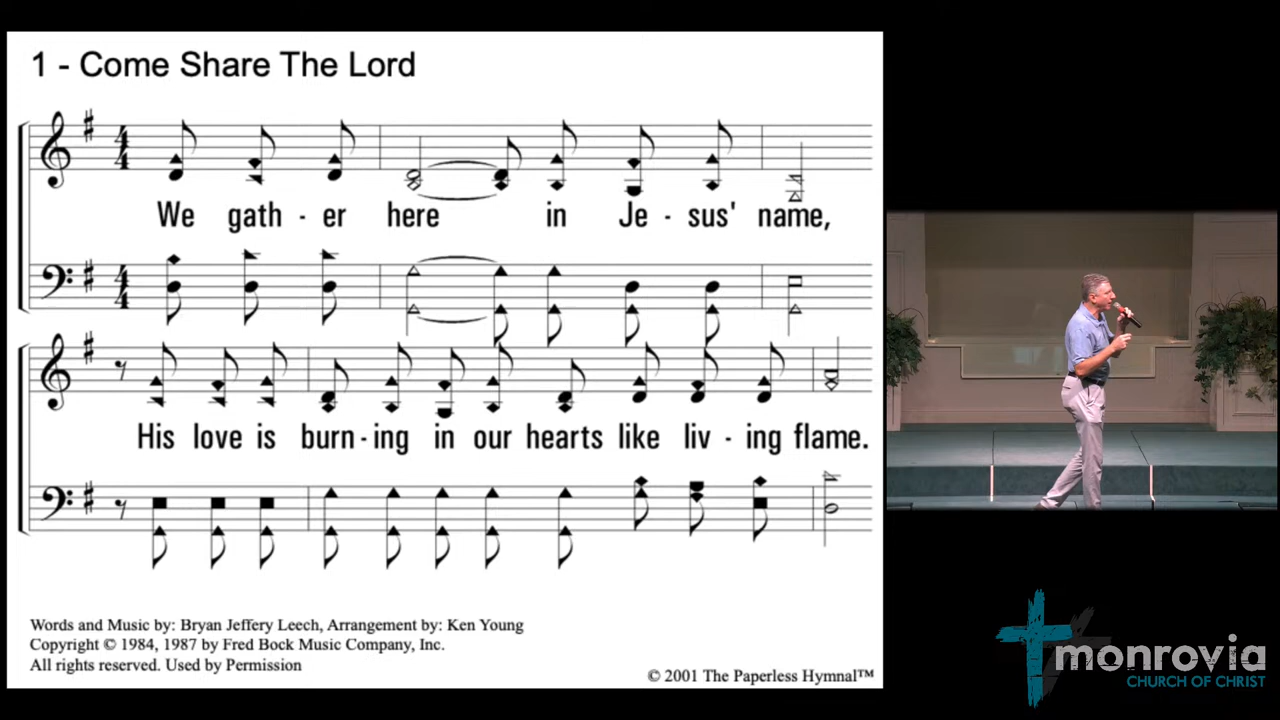 1 - Come Share The Lord
We gath - er here in Je - sus' name,
His love is burn - ing in our hearts like liv - ing flame.
Words and Music by: Bryan Jeffery Leech, Arrangement by: Ken Young
Copyright © 1984, 1987 by Fred Bock Music Company, Inc.
All rights reserved. Used by Permission
© 2001 The Paperless Hymnal™
monrovia
CHURCH OF CHRIST